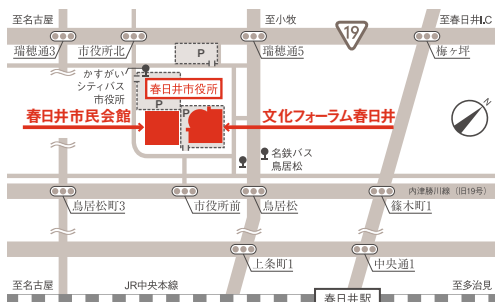 至名古屋
至小牧
至春日井I.C
19
瑞穂通3
市役所北
P
瑞穂通5
梅ヶ坪
かすがい
シティバス
市役所
春日井市役所
P
N
春日井市民会館
P
文化フォーラム春日井
名鉄バス
鳥居松
内津勝川線（旧19号）
鳥居松町3
市役所前
鳥居松
篠木町1
上条町1
中央通1
至名古屋
JR中央本線
至多治見
春日井駅